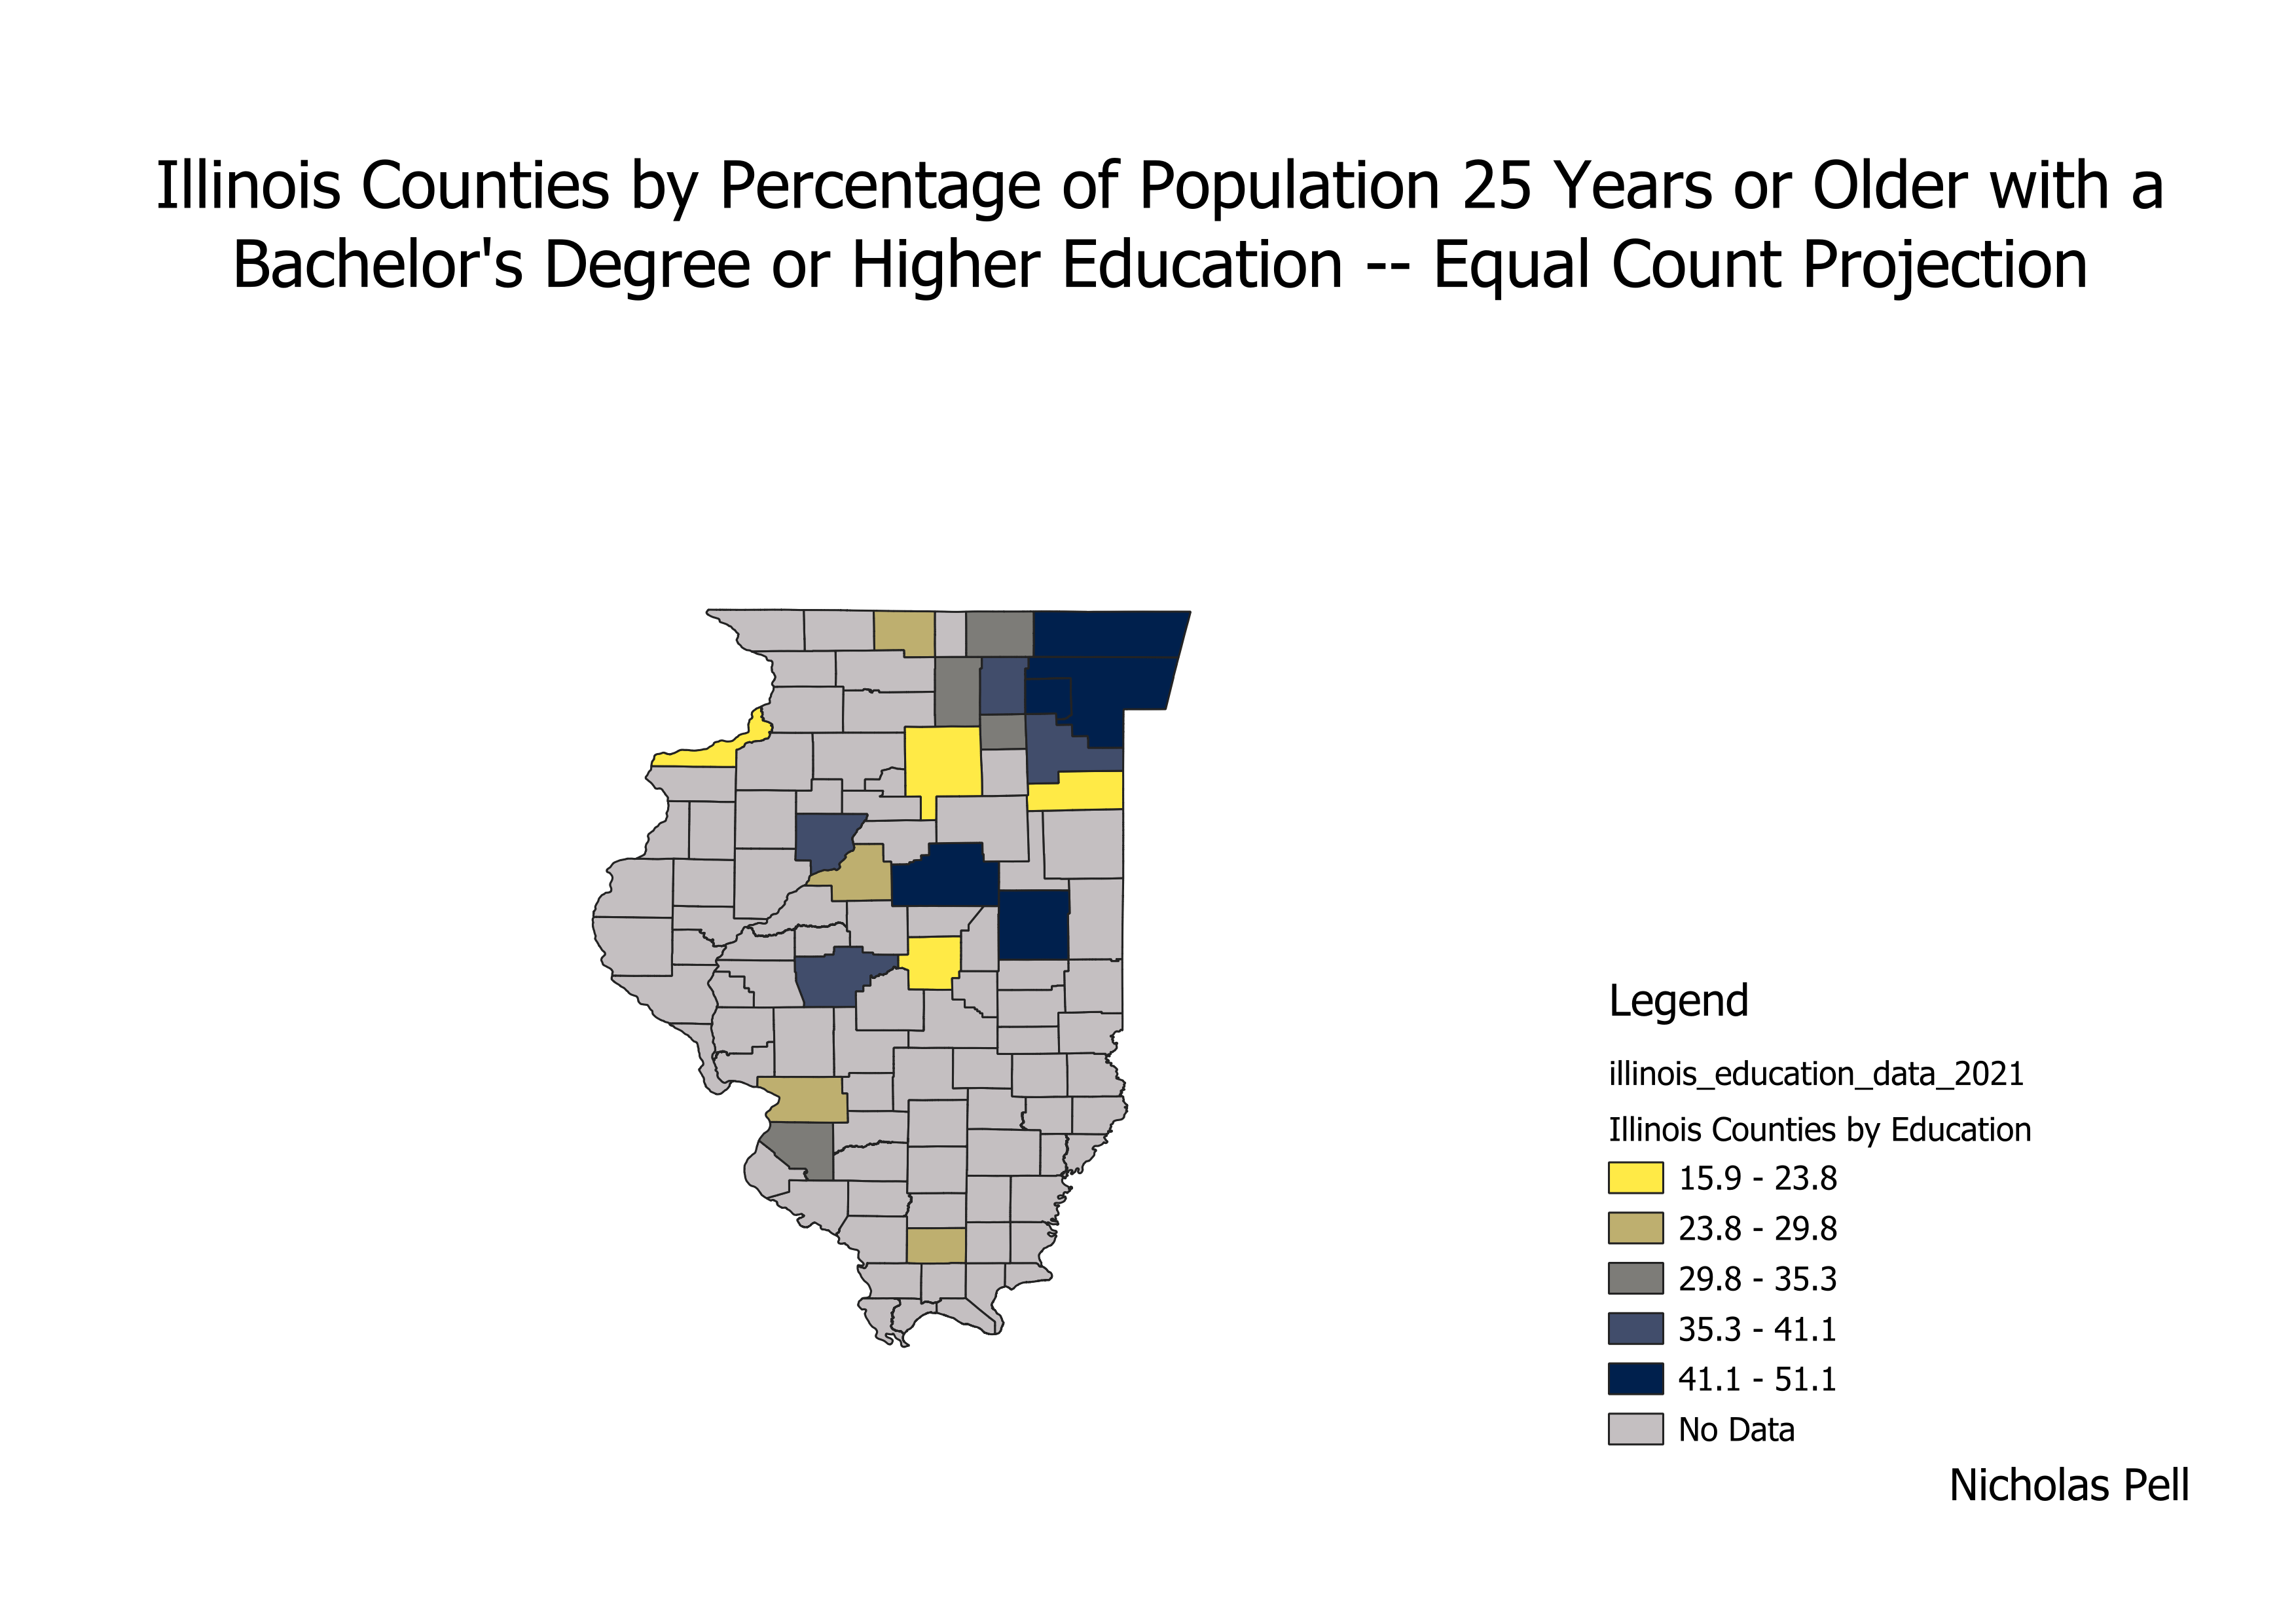 Illinois Counties by Percentage of Population 25 Years or Older with a
Bachelor's Degree or Higher Education -- Equal Count Projection
Legend
illinois_education_data_2021
Illinois Counties by Education
15.9 - 23.8
23.8 - 29.8
29.8 - 35.3
35.3 - 41.1
41.1 - 51.1
No Data
Nicholas Pell